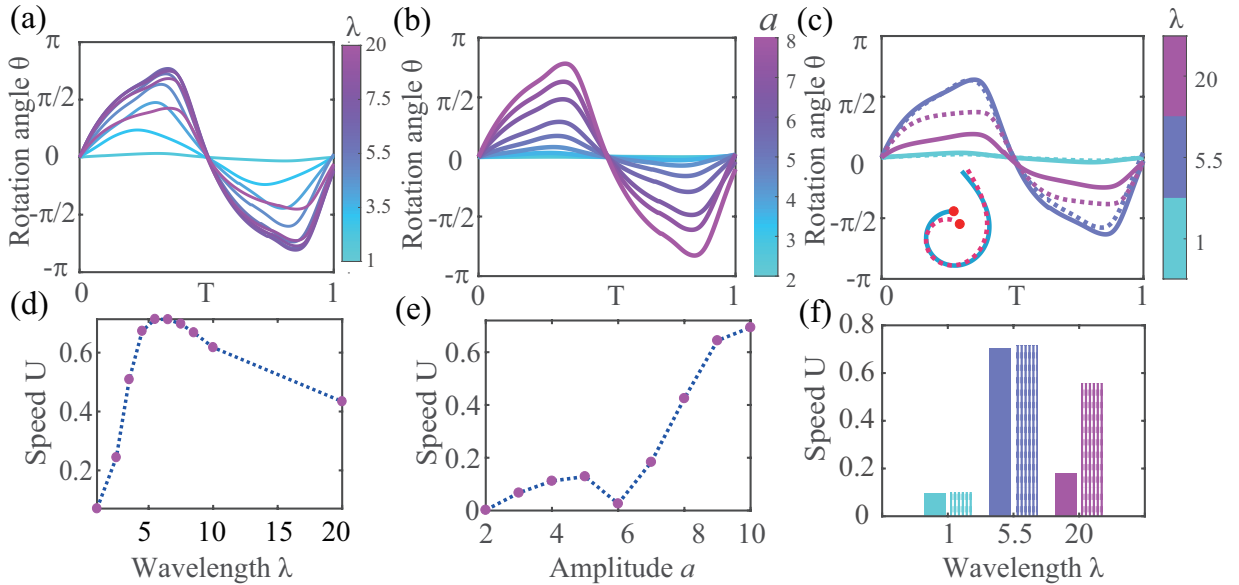 (a)
λ
Rotation angle θ
π
π/2
0
-π/2
-π
0
T
1
20
7.5
5.5
3.5
1
(b)
a
Rotation angle θ
π
π/2
0
-π/2
-π
0
T
1
8
7
6
5
4
3
2
(c)
λ
Rotation angle θ
π
π/2
0
-π/2
-π
0
T
1
20
5.5
1
(d)
Speed U
0.6
0.4
0.2
5
10
15
20
Wavelength λ
(e)
Speed U
0.6
0.4
0.2
0
2
4
6
8
10
Amplitude a
(f)
Speed U
0.8
0.6
0.4
0.2
0
1
5.5
20
Wavelength λ